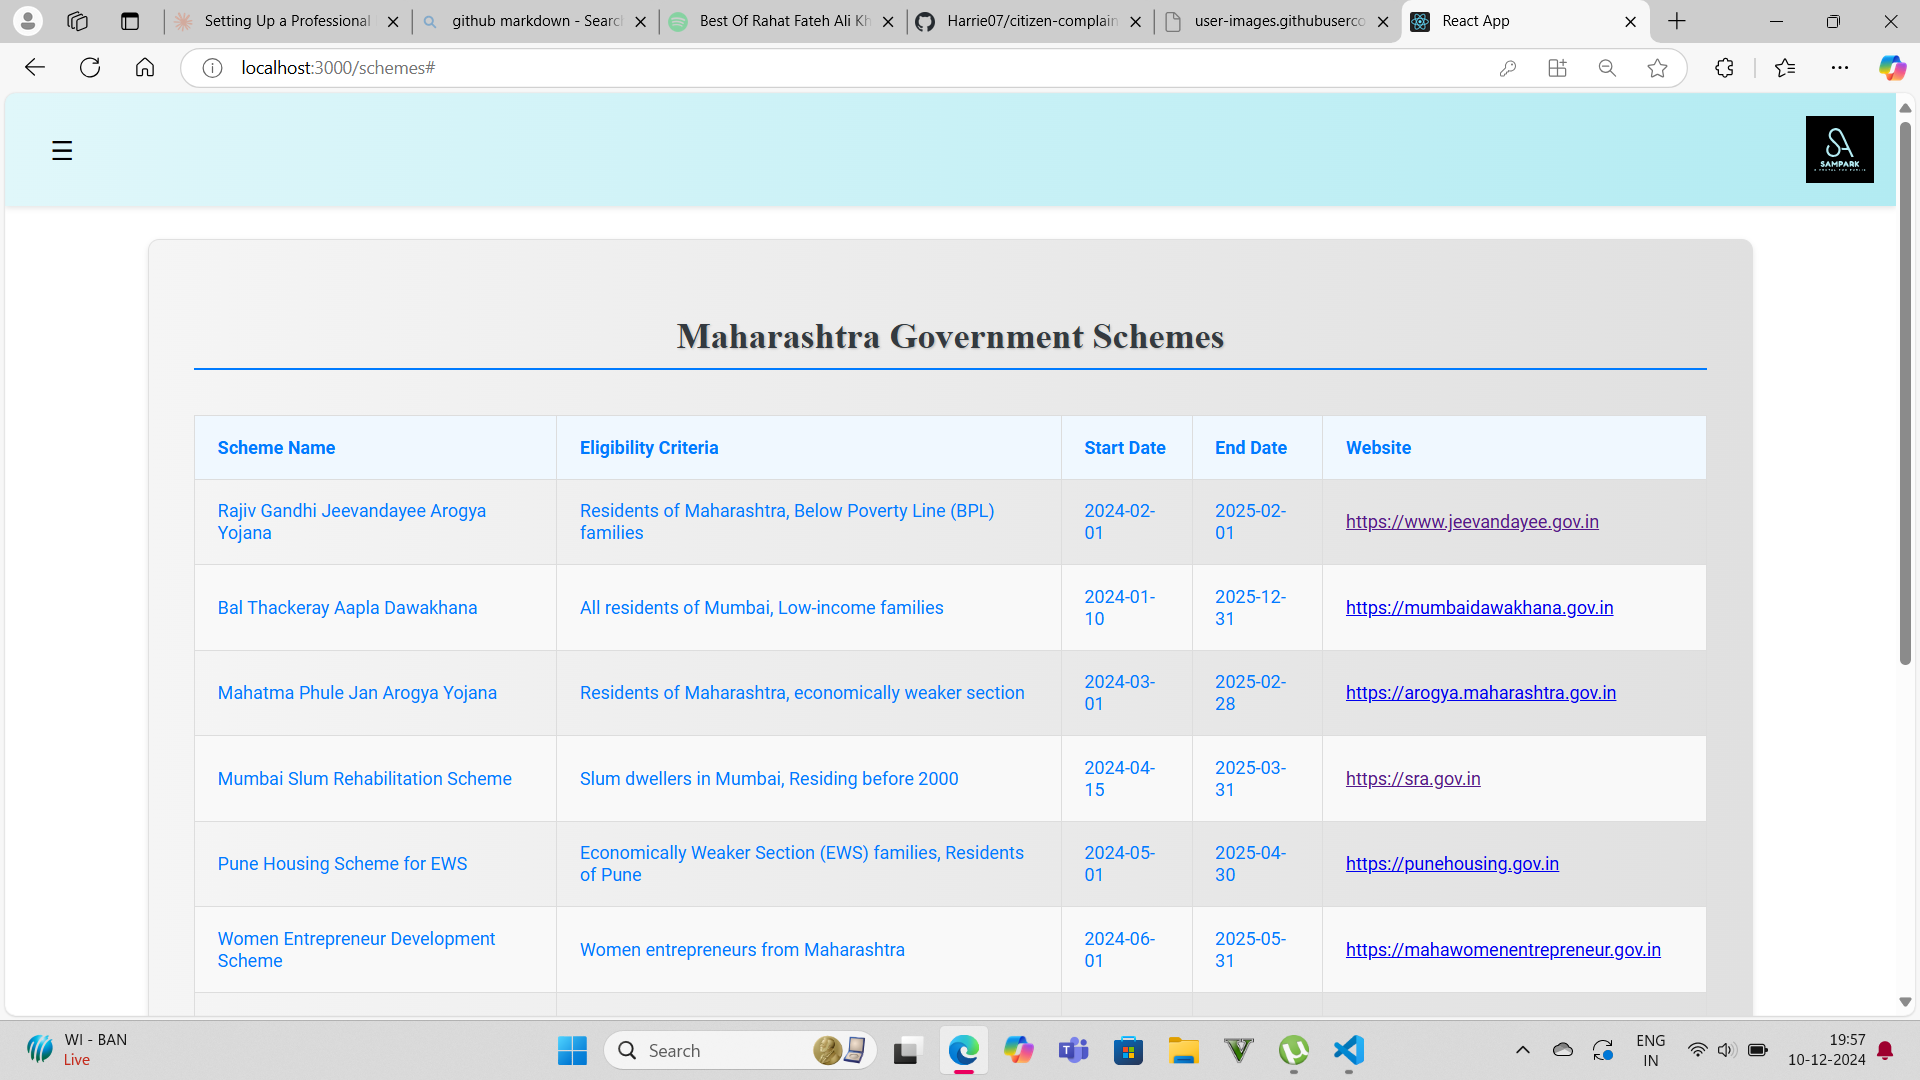 Setting Up a Professional
github markdown - Search
Best Of Rahat Fateh Ali Kh
Harrie07/citizen-complain
user-images.githubuserco
React App
localhost:3000/schemes#
☰
SA
SAMPARK
Maharashtra Government Schemes
Scheme Name
Eligibility Criteria
Start Date
End Date
Website
Rajiv Gandhi Jeevandayee Arogya
Yojana
Residents of Maharashtra, Below Poverty Line (BPL)
families
2024-02-
01
2025-02-
01
https://www.jeevandayee.gov.in
Bal Thackeray Aapla Dawakhana
All residents of Mumbai, Low-income families
2024-01-
10
2025-12-
31
https://mumbaidawakhana.gov.in
Mahatma Phule Jan Arogya Yojana
Residents of Maharashtra, economically weaker section
2024-03-
01
2025-02-
28
https://arogya.maharashtra.gov.in
Mumbai Slum Rehabilitation Scheme
Slum dwellers in Mumbai, Residing before 2000
2024-04-
15
2025-03-
31
https://sra.gov.in
Pune Housing Scheme for EWS
Economically Weaker Section (EWS) families, Residents
of Pune
2024-05-
01
2025-04-
30
https://punehousing.gov.in
Women Entrepreneur Development
Scheme
Women entrepreneurs from Maharashtra
2024-06-
01
2025-05-
31
https://mahawomenentrepreneur.gov.in
WI - BAN
Live
Search
ENG
IN
19:57
10-12-2024